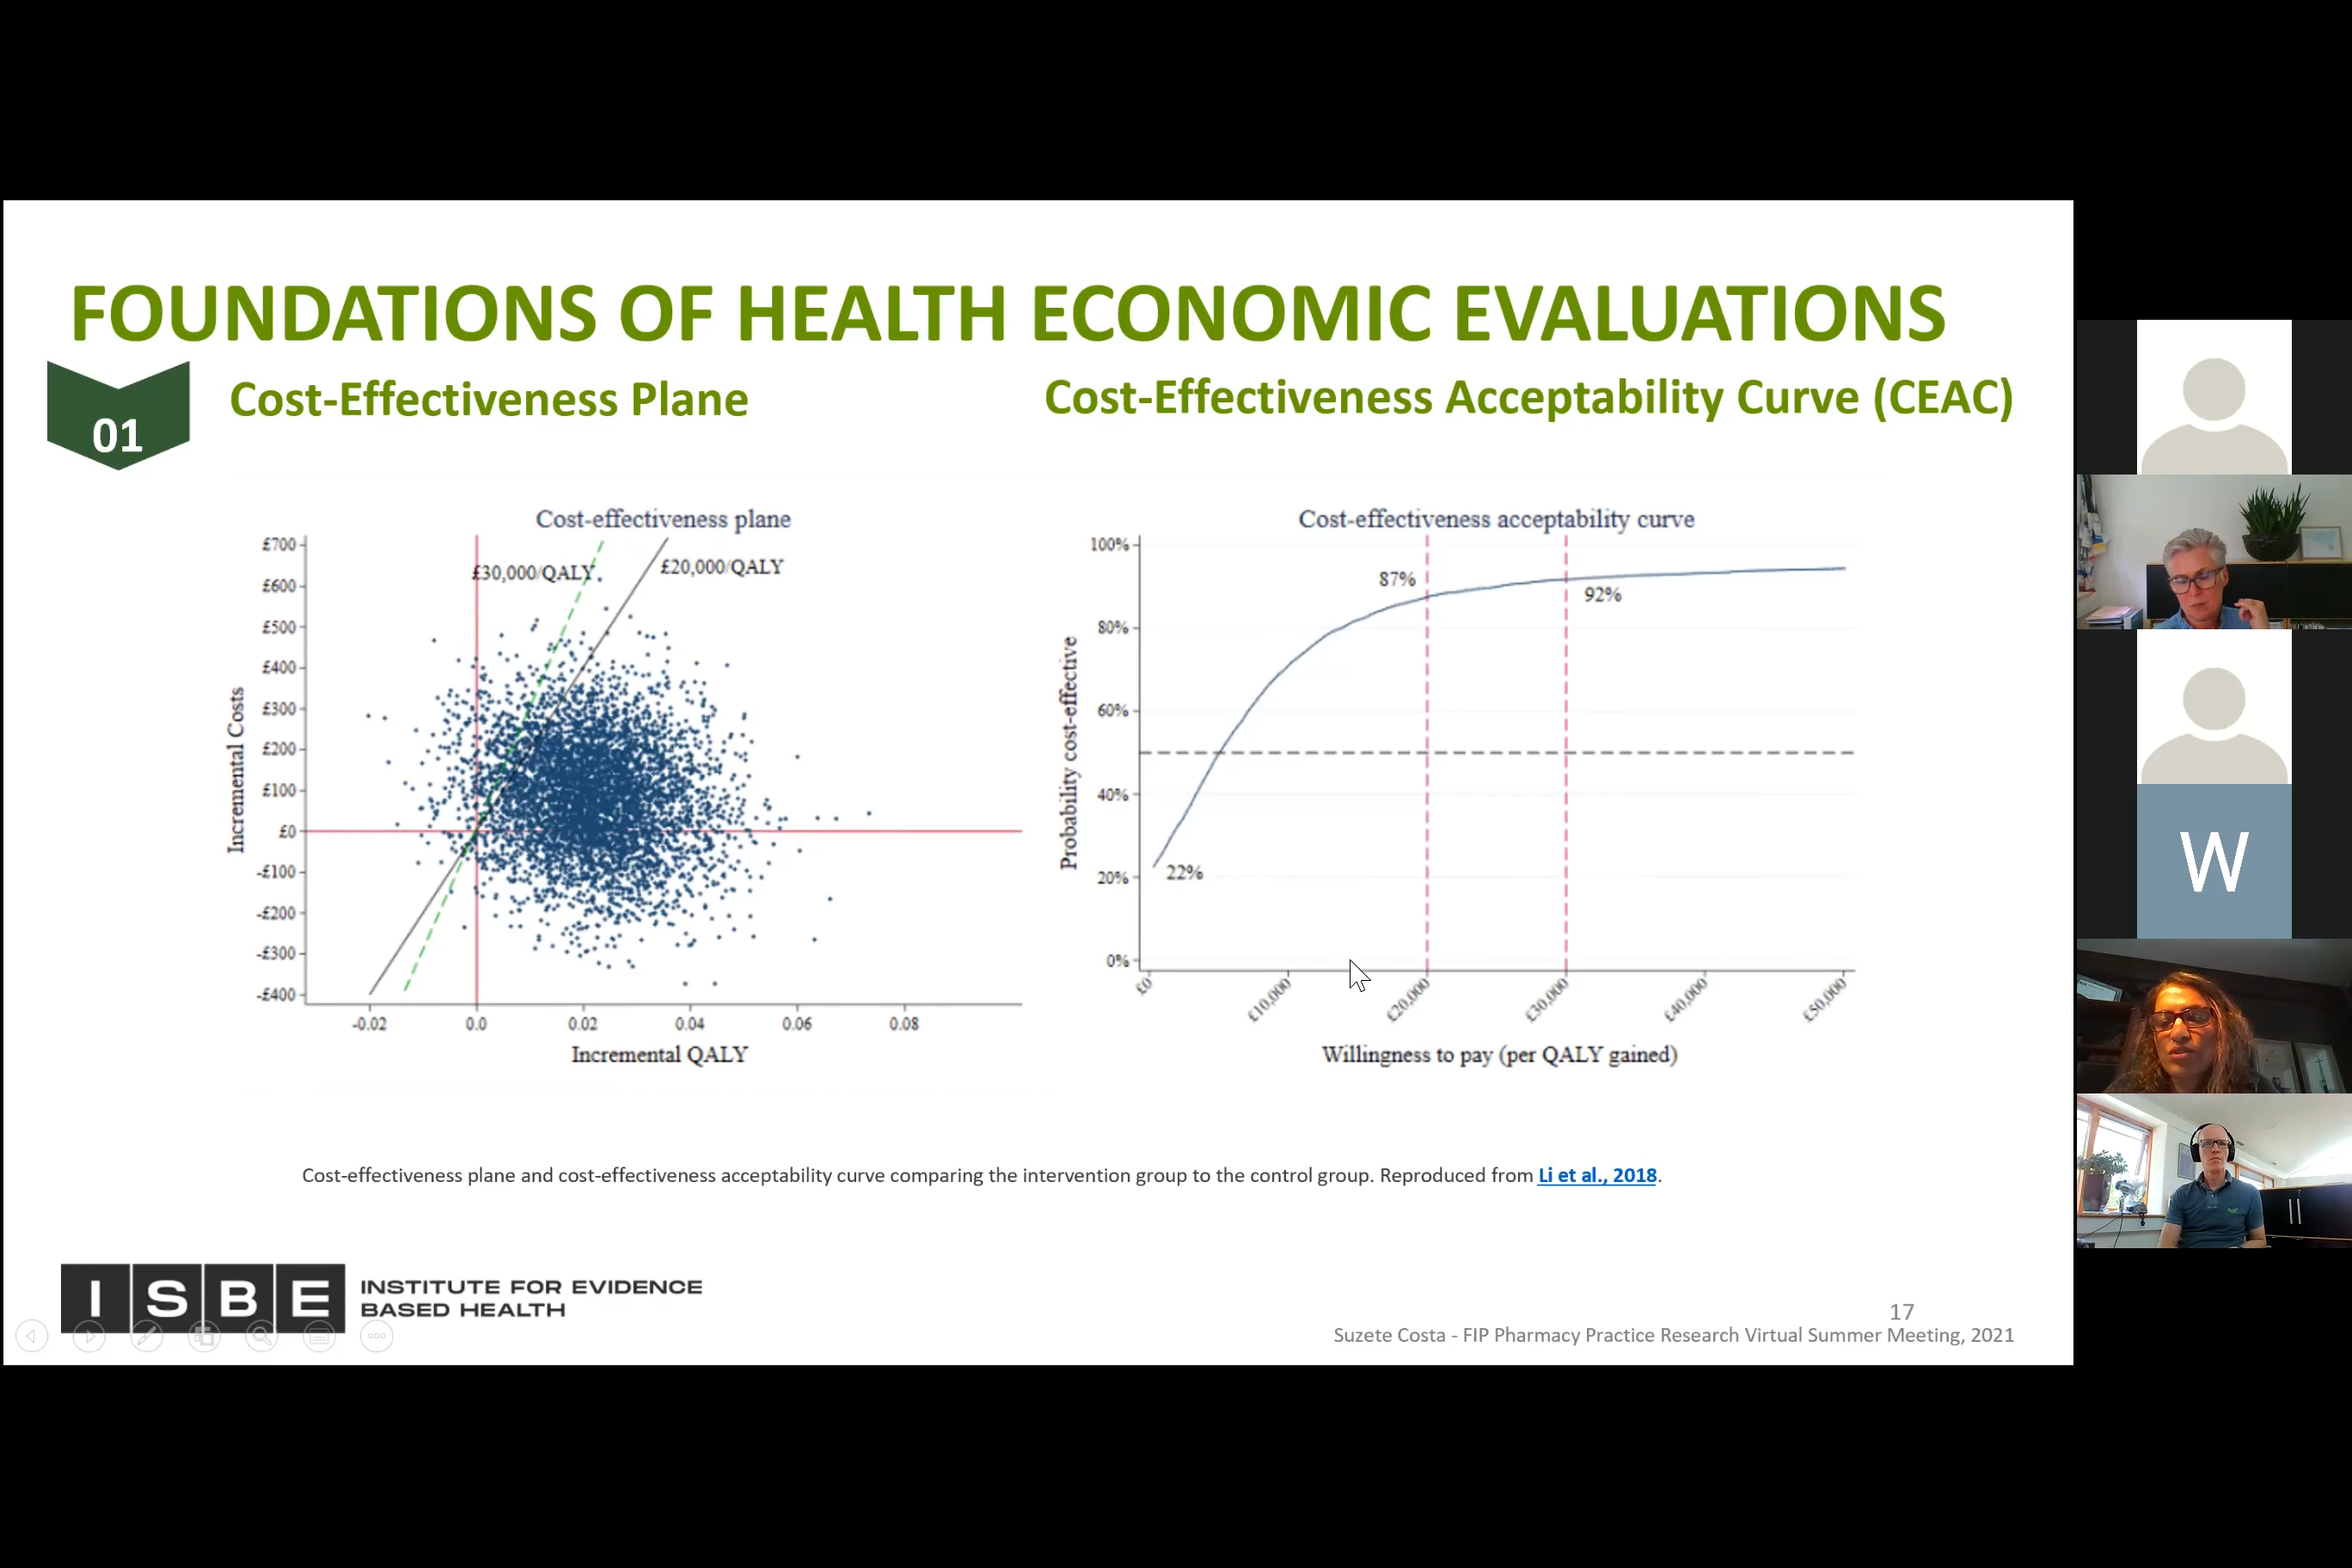 FOUNDATIONS OF HEALTH ECONOMIC EVALUATIONS
01
Cost-Effectiveness Plane
Cost-Effectiveness Acceptability Curve (CEAC)
Cost-effectiveness plane
£700
£600
£500
£400
£300
£200
£100
£0
-£100
-£200
-£300
-£400
Incremental Costs
£30,000/QALY
£20,000/QALY
-0.02
0.0
0.02
0.04
0.06
0.08
Incremental QALY
Cost-effectiveness acceptability curve
100%
80%
60%
40%
20%
0%
Probability cost-effective
87%
92%
22%
£0
£10,000
£20,000
£30,000
£40,000
£50,000
Willingness to pay (per QALY gained)
W
Cost-effectiveness plane and cost-effectiveness acceptability curve comparing the intervention group to the control group. Reproduced from Li et al., 2018.
ISBE
INSTITUTE FOR EVIDENCE
BASED HEALTH
17
Suzete Costa - FIP Pharmacy Practice Research Virtual Summer Meeting, 2021